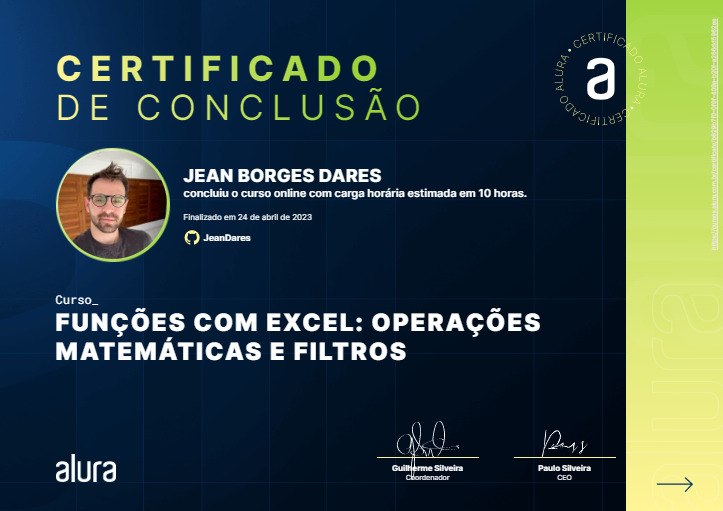 CERTIFICADO
DE CONCLUSÃO
CERTIFICADO ALURA • CERTIFICADO ALURA •
a
JEAN BORGES DARES
concluiu o curso online com carga horária estimada em 10 horas.
Finalizado em 24 de abril de 2023
JeanDares
Curso_
FUNÇÕES COM EXCEL: OPERAÇÕES
MATEMÁTICAS E FILTROS
alura
Guilherme Silveira
Coordenador
Paulo Silveira
CEO
alura